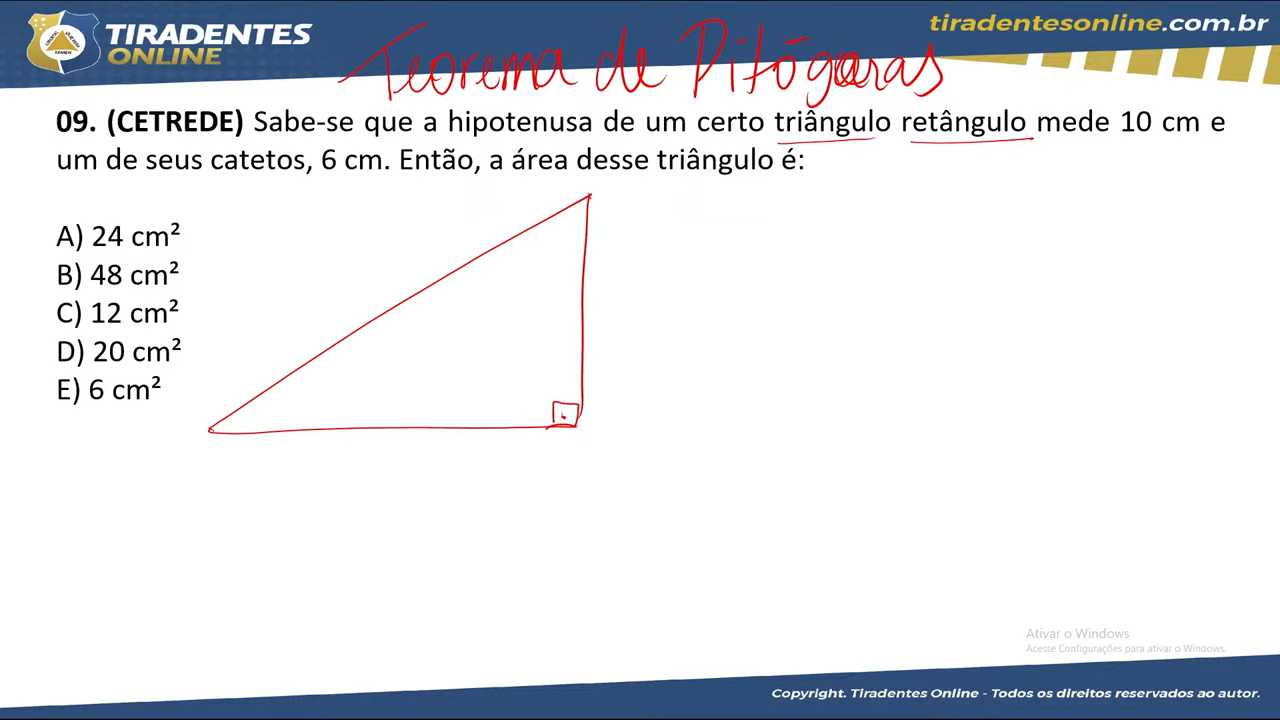 TIRADENTES
ONLINE
tiradentesonline.com.br
Teorema de Pitágoras
09. (CETREDE) Sabe-se que a hipotenusa de um certo triângulo retângulo mede 10 cm e
um de seus catetos, 6 cm. Então, a área desse triângulo é:
A) 24 cm²
B) 48 cm²
C) 12 cm²
D) 20 cm²
E) 6 cm²
Ativar o Windows
Acesse Configurações para ativar o Windows.
Copyright. Tiradentes Online - Todos os direitos reservados ao autor.